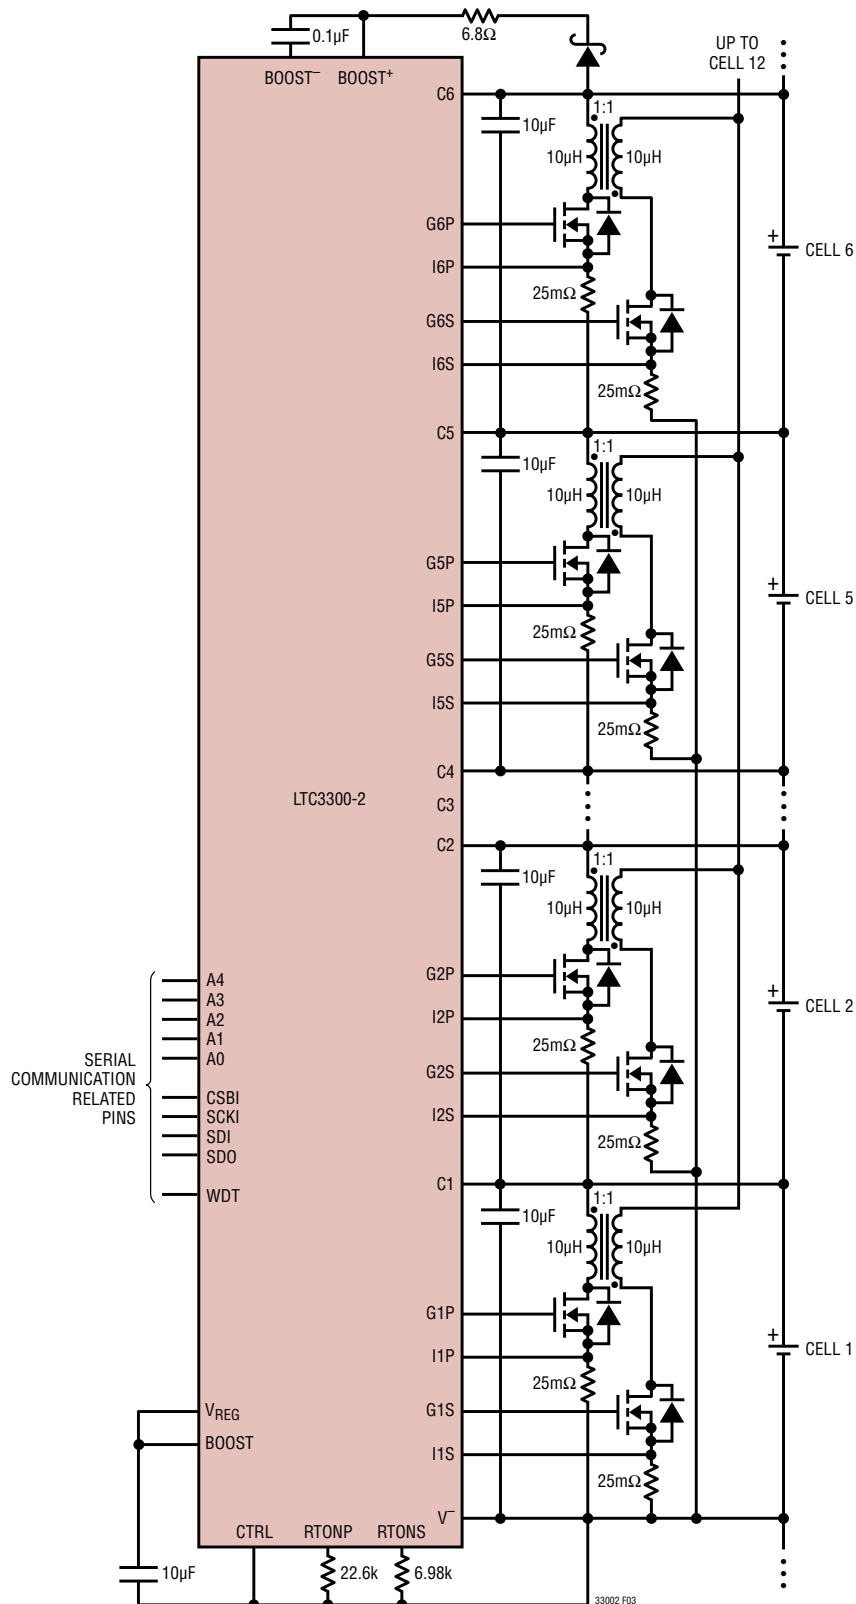 0.1µF
6.8Ω
UP TO
CELL 12
BOOST– BOOST+
C6
1:1
10µF
10µH 10µH
G6P
CELL 6
+
I6P
25mΩ
G6S
I6S
25mΩ
C5
1:1
10µF
10µH 10µH
G5P
+
CELL 5
I5P
25mΩ
G5S
I5S
25mΩ
C4
LTC3300-2
C3
C2
1:1
10µF
10µH 10µH
G2P
+
CELL 2
I2P
25mΩ
G2S
I2S
25mΩ
SERIAL
COMMUNICATION
RELATED
PINS
A4
A3
A2
A1
A0
CSBI
SCKI
SDI
SDO
WDT
C1
1:1
10µF
10µH 10µH
G1P
+
CELL 1
I1P
25mΩ
G1S
I1S
25mΩ
VREG
BOOST
V–
CTRL RTONP RTONS
10µF
22.6k
6.98k
33002 F03